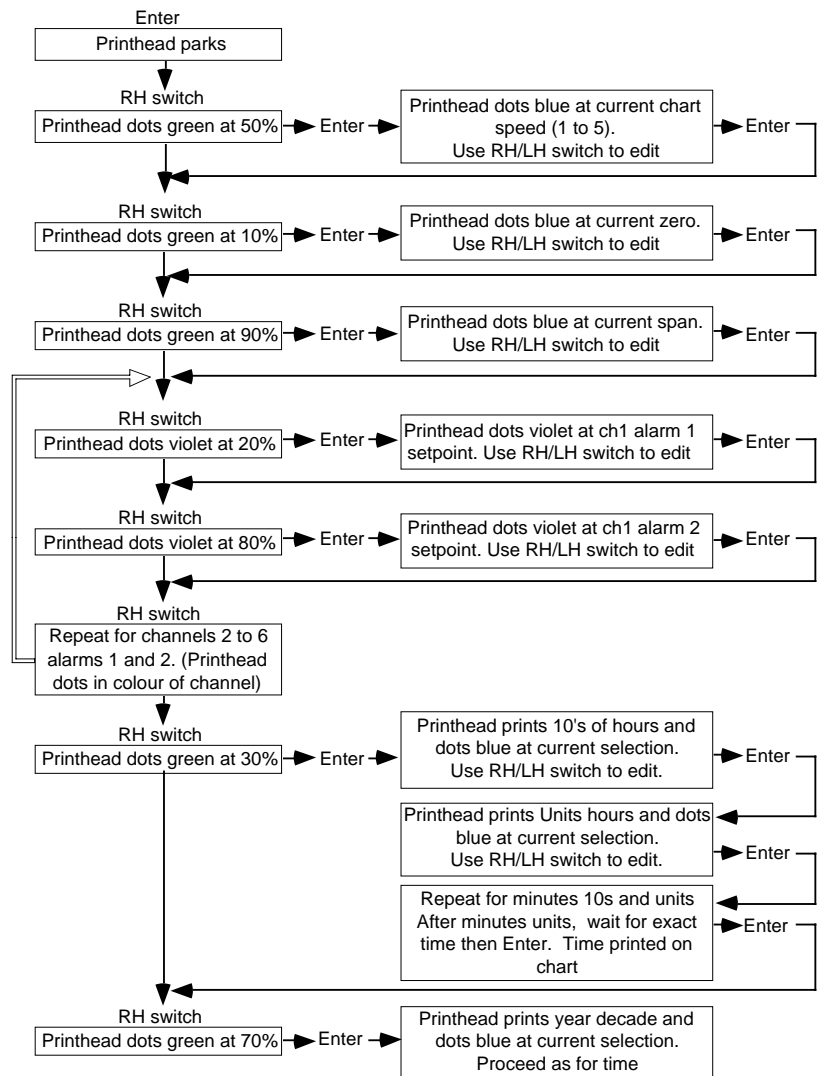 Enter
Printhead parks
RH switch
Printhead dots green at 50%
Enter
Printhead dots blue at current chart
speed (1 to 5).
Use RH/LH switch to edit
Enter
RH switch
Printhead dots green at 10%
Enter
Printhead dots blue at current zero.
Use RH/LH switch to edit
Enter
RH switch
Printhead dots green at 90%
Enter
Printhead dots blue at current span.
Use RH/LH switch to edit
Enter
RH switch
Printhead dots violet at 20%
Enter
Printhead dots violet at ch1 alarm 1
setpoint. Use RH/LH switch to edit
Enter
RH switch
Printhead dots violet at 80%
Enter
Printhead dots violet at ch1 alarm 2
setpoint. Use RH/LH switch to edit
Enter
RH switch
Repeat for channels 2 to 6
alarms 1 and 2. (Printhead
dots in colour of channel)
RH switch
Printhead dots green at 30%
Enter
Printhead prints 10's of hours and
dots blue at current selection.
Use RH/LH switch to edit.
Enter
Printhead prints Units hours and dots
blue at current selection.
Use RH/LH switch to edit.
Enter
Repeat for minutes 10s and units
After minutes units, wait for exact
time then Enter. Time printed on
chart
Enter
RH switch
Printhead dots green at 70%
Enter
Printhead prints year decade and
dots blue at current selection.
Proceed as for time